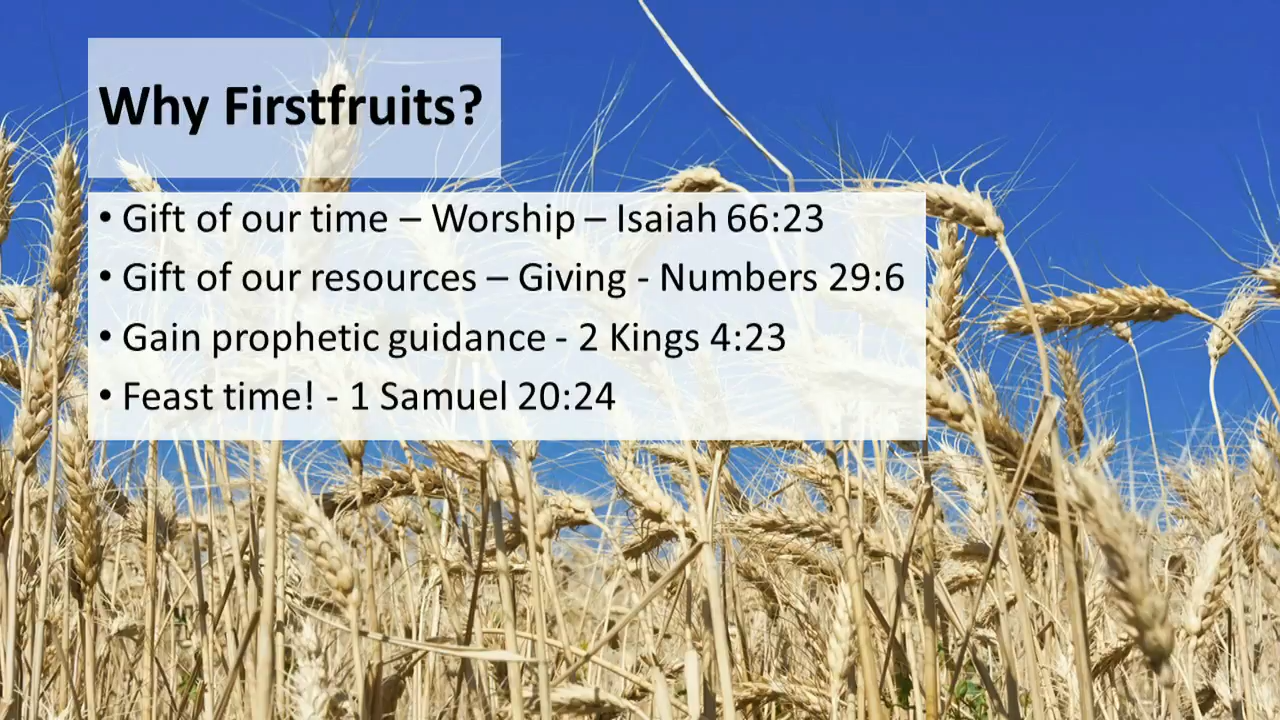 Why Firstfruits?
• Gift of our time – Worship – Isaiah 66:23
• Gift of our resources – Giving - Numbers 29:6
• Gain prophetic guidance - 2 Kings 4:23
• Feast time! - 1 Samuel 20:24